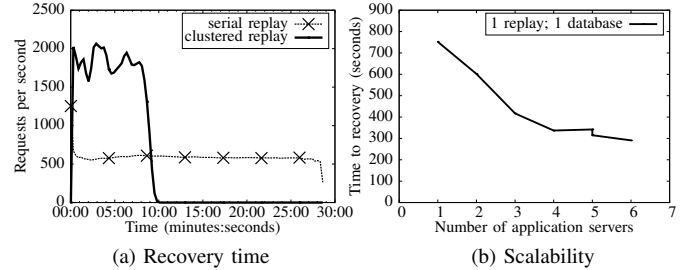 Requests per second
2500
2000
1500
1000
500
0
serial replay
clustered replay
00:00 05:00 10:00 15:00 20:00 25:00 30:00
Time (minutes:seconds)
(a) Recovery time
Time to recovery (seconds)
900
800
700
600
500
400
300
200
100
0
1 replay; 1 database
0 1 2 3 4 5 6 7
Number of application servers
(b) Scalability